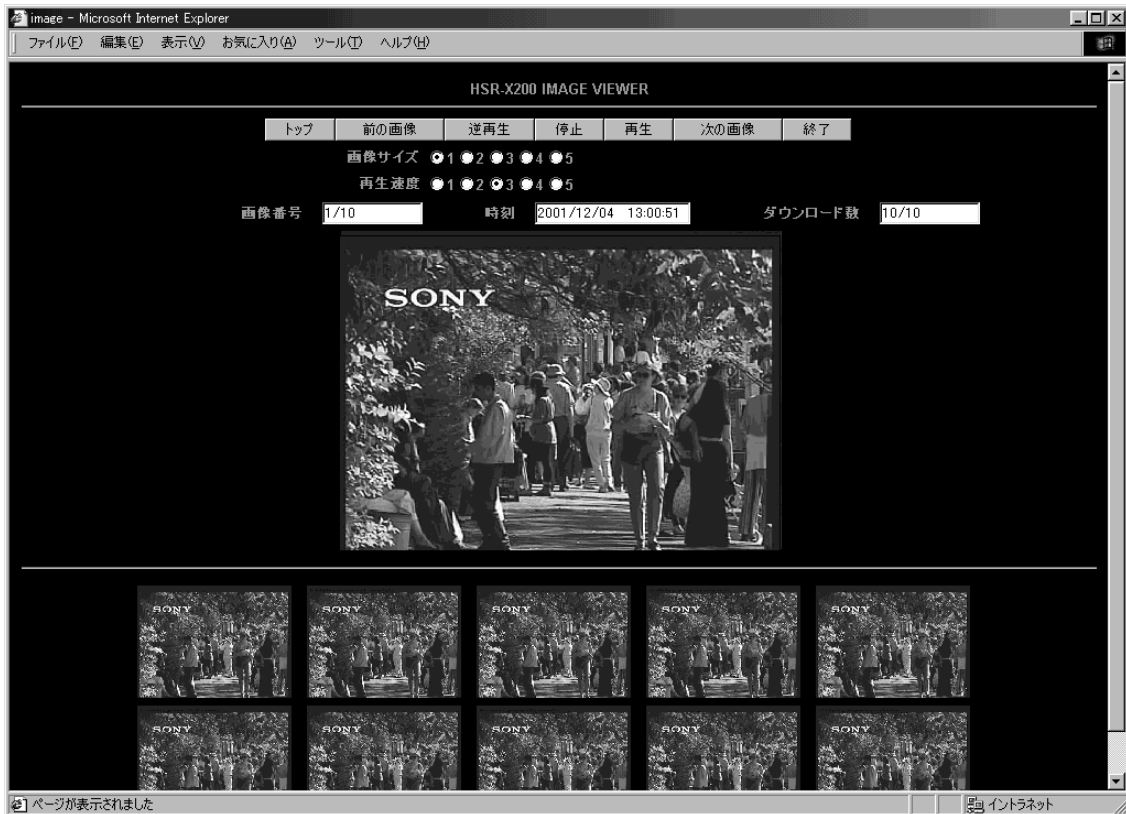 image - Microsoft Internet Explorer
ファイル(F) 編集(E) 表示(V) お気に入り(A) ツール(T) ヘルプ(H)
HSR-X200 IMAGE VIEWER
トップ 前の画像 逆再生 停止 再生 次の画像 終了
画像サイズ 1 2 3 4 5
再生速度 1 2 3 4 5
画像番号 1/10 時刻 2001/12/04 13:00:51 ダウンロード数 10/10
SONY
SONY SONY SONY SONY SONY
SONY SONY SONY SONY SONY
ページが表示されました イントラネット